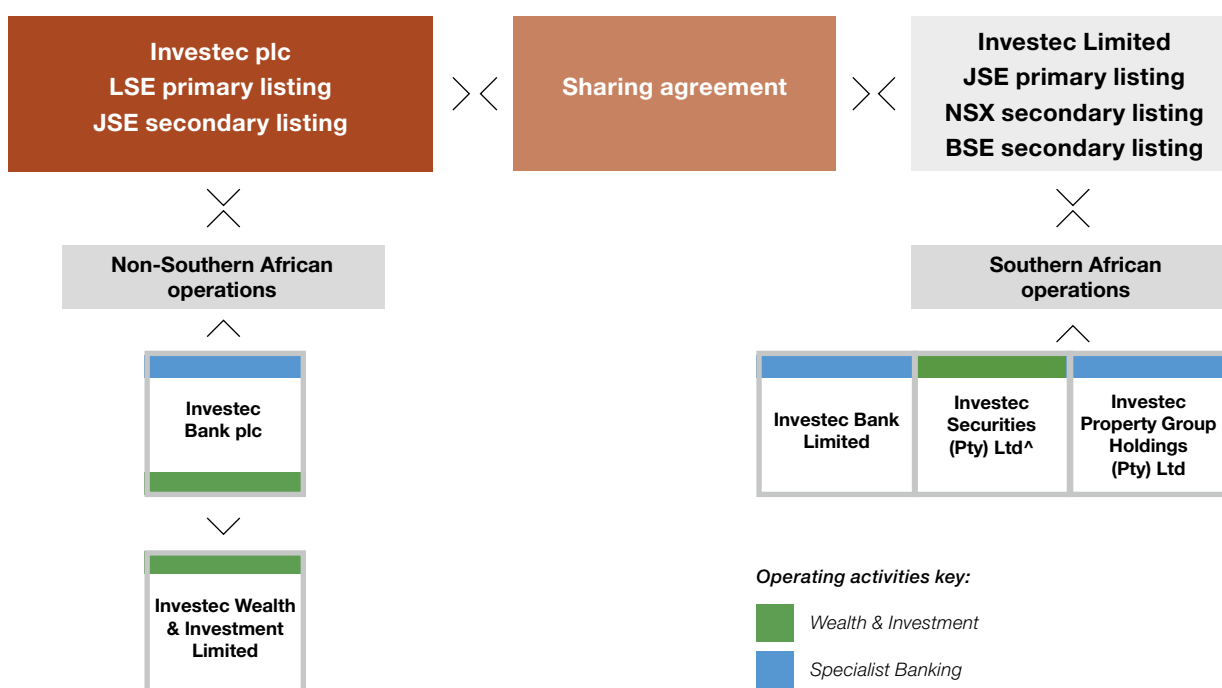 Investec plc
LSE primary listing
JSE secondary listing
Sharing agreement
Investec Limited
JSE primary listing
NSX secondary listing
BSE secondary listing
Non-Southern African
operations
Southern African
operations
Investec
Bank plc
Investec Bank
Limited
Investec
Securities
(Pty) Ltd^
Investec
Property Group
Holdings
(Pty) Ltd
Investec Wealth
& Investment
Limited
Operating activities key:
Wealth & Investment
Specialist Banking